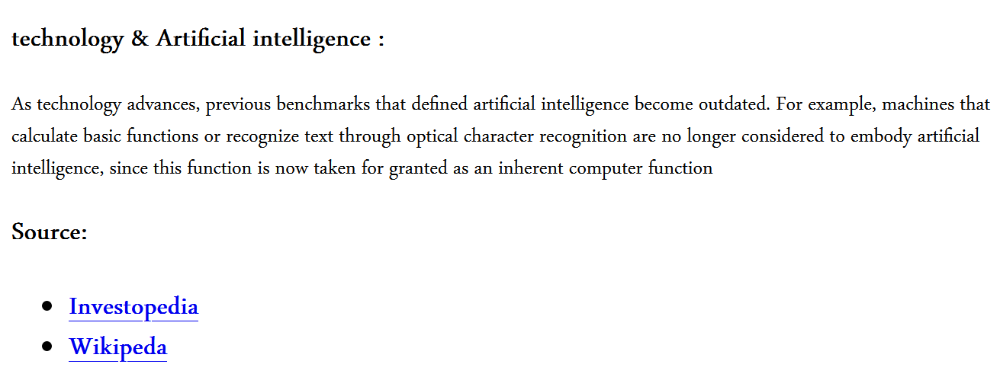 technology & Artificial intelligence :
As technology advances, previous benchmarks that defined artificial intelligence become outdated. For example, machines that
calculate basic functions or recognize text through optical character recognition are no longer considered to embody artificial
intelligence, since this function is now taken for granted as an inherent computer function
Source:
• Investopedia
• Wikipeda